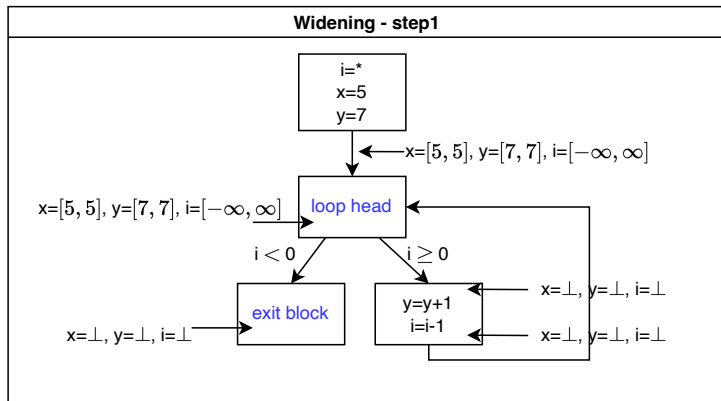 Widening - step1
i=*
x=5
y=7
x=[5, 5], y=[7, 7], i=[−∞, ∞]
x=[5, 5], y=[7, 7], i=[−∞, ∞]
loop head
i < 0
i ≥ 0
exit block
y=y+1
i=i-1
x=⊥, y=⊥, i=⊥
x=⊥, y=⊥, i=⊥
x=⊥, y=⊥, i=⊥